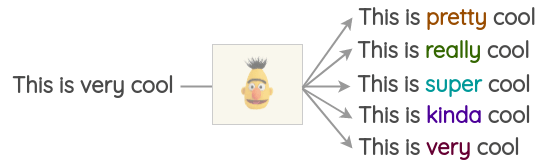 This is very cool
This is pretty cool
This is really cool
This is super cool
This is kinda cool
This is very cool